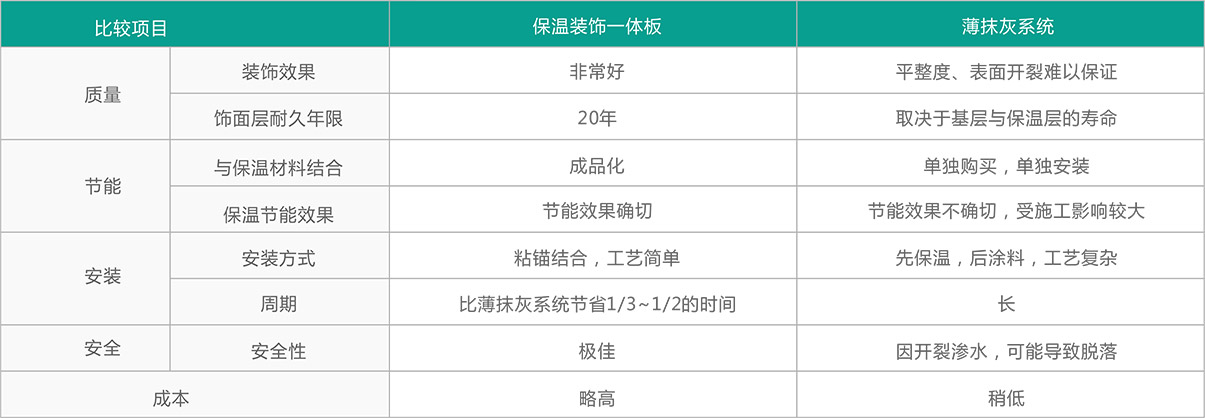 比较项目 保温装饰一体板 薄抹灰系统
质量 装饰效果 非常好 平整度、表面开裂难以保证
饰面层耐久年限 20年 取决于基层与保温层的寿命
节能 与保温材料结合 成品化 单独购买，单独安装
保温节能效果 节能效果确切 节能效果不确切，受施工影响较大
安装 安装方式 粘锚结合，工艺简单 先保温，后涂料，工艺复杂
周期 比薄抹灰系统节省1/3~1/2的时间 长
安全 安全性 极佳 因开裂渗水，可能导致脱落
成本 略高 稍低